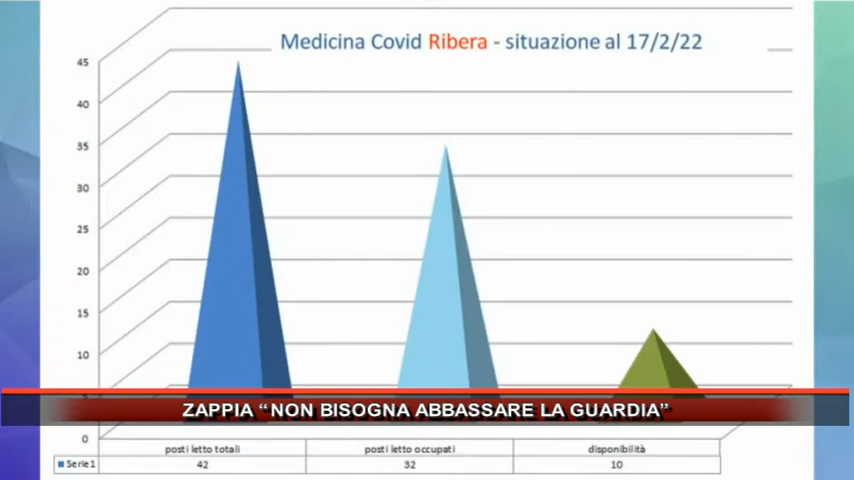 Medicina Covid Ribera - situazione al 17/2/22
45
40
35
30
25
20
15
10
0
ZAPPIA “NON BISOGNA ABBASSARE LA GUARDIA”
posti letto totali posti letto occupati disponibilità
Serie1 42 32 10